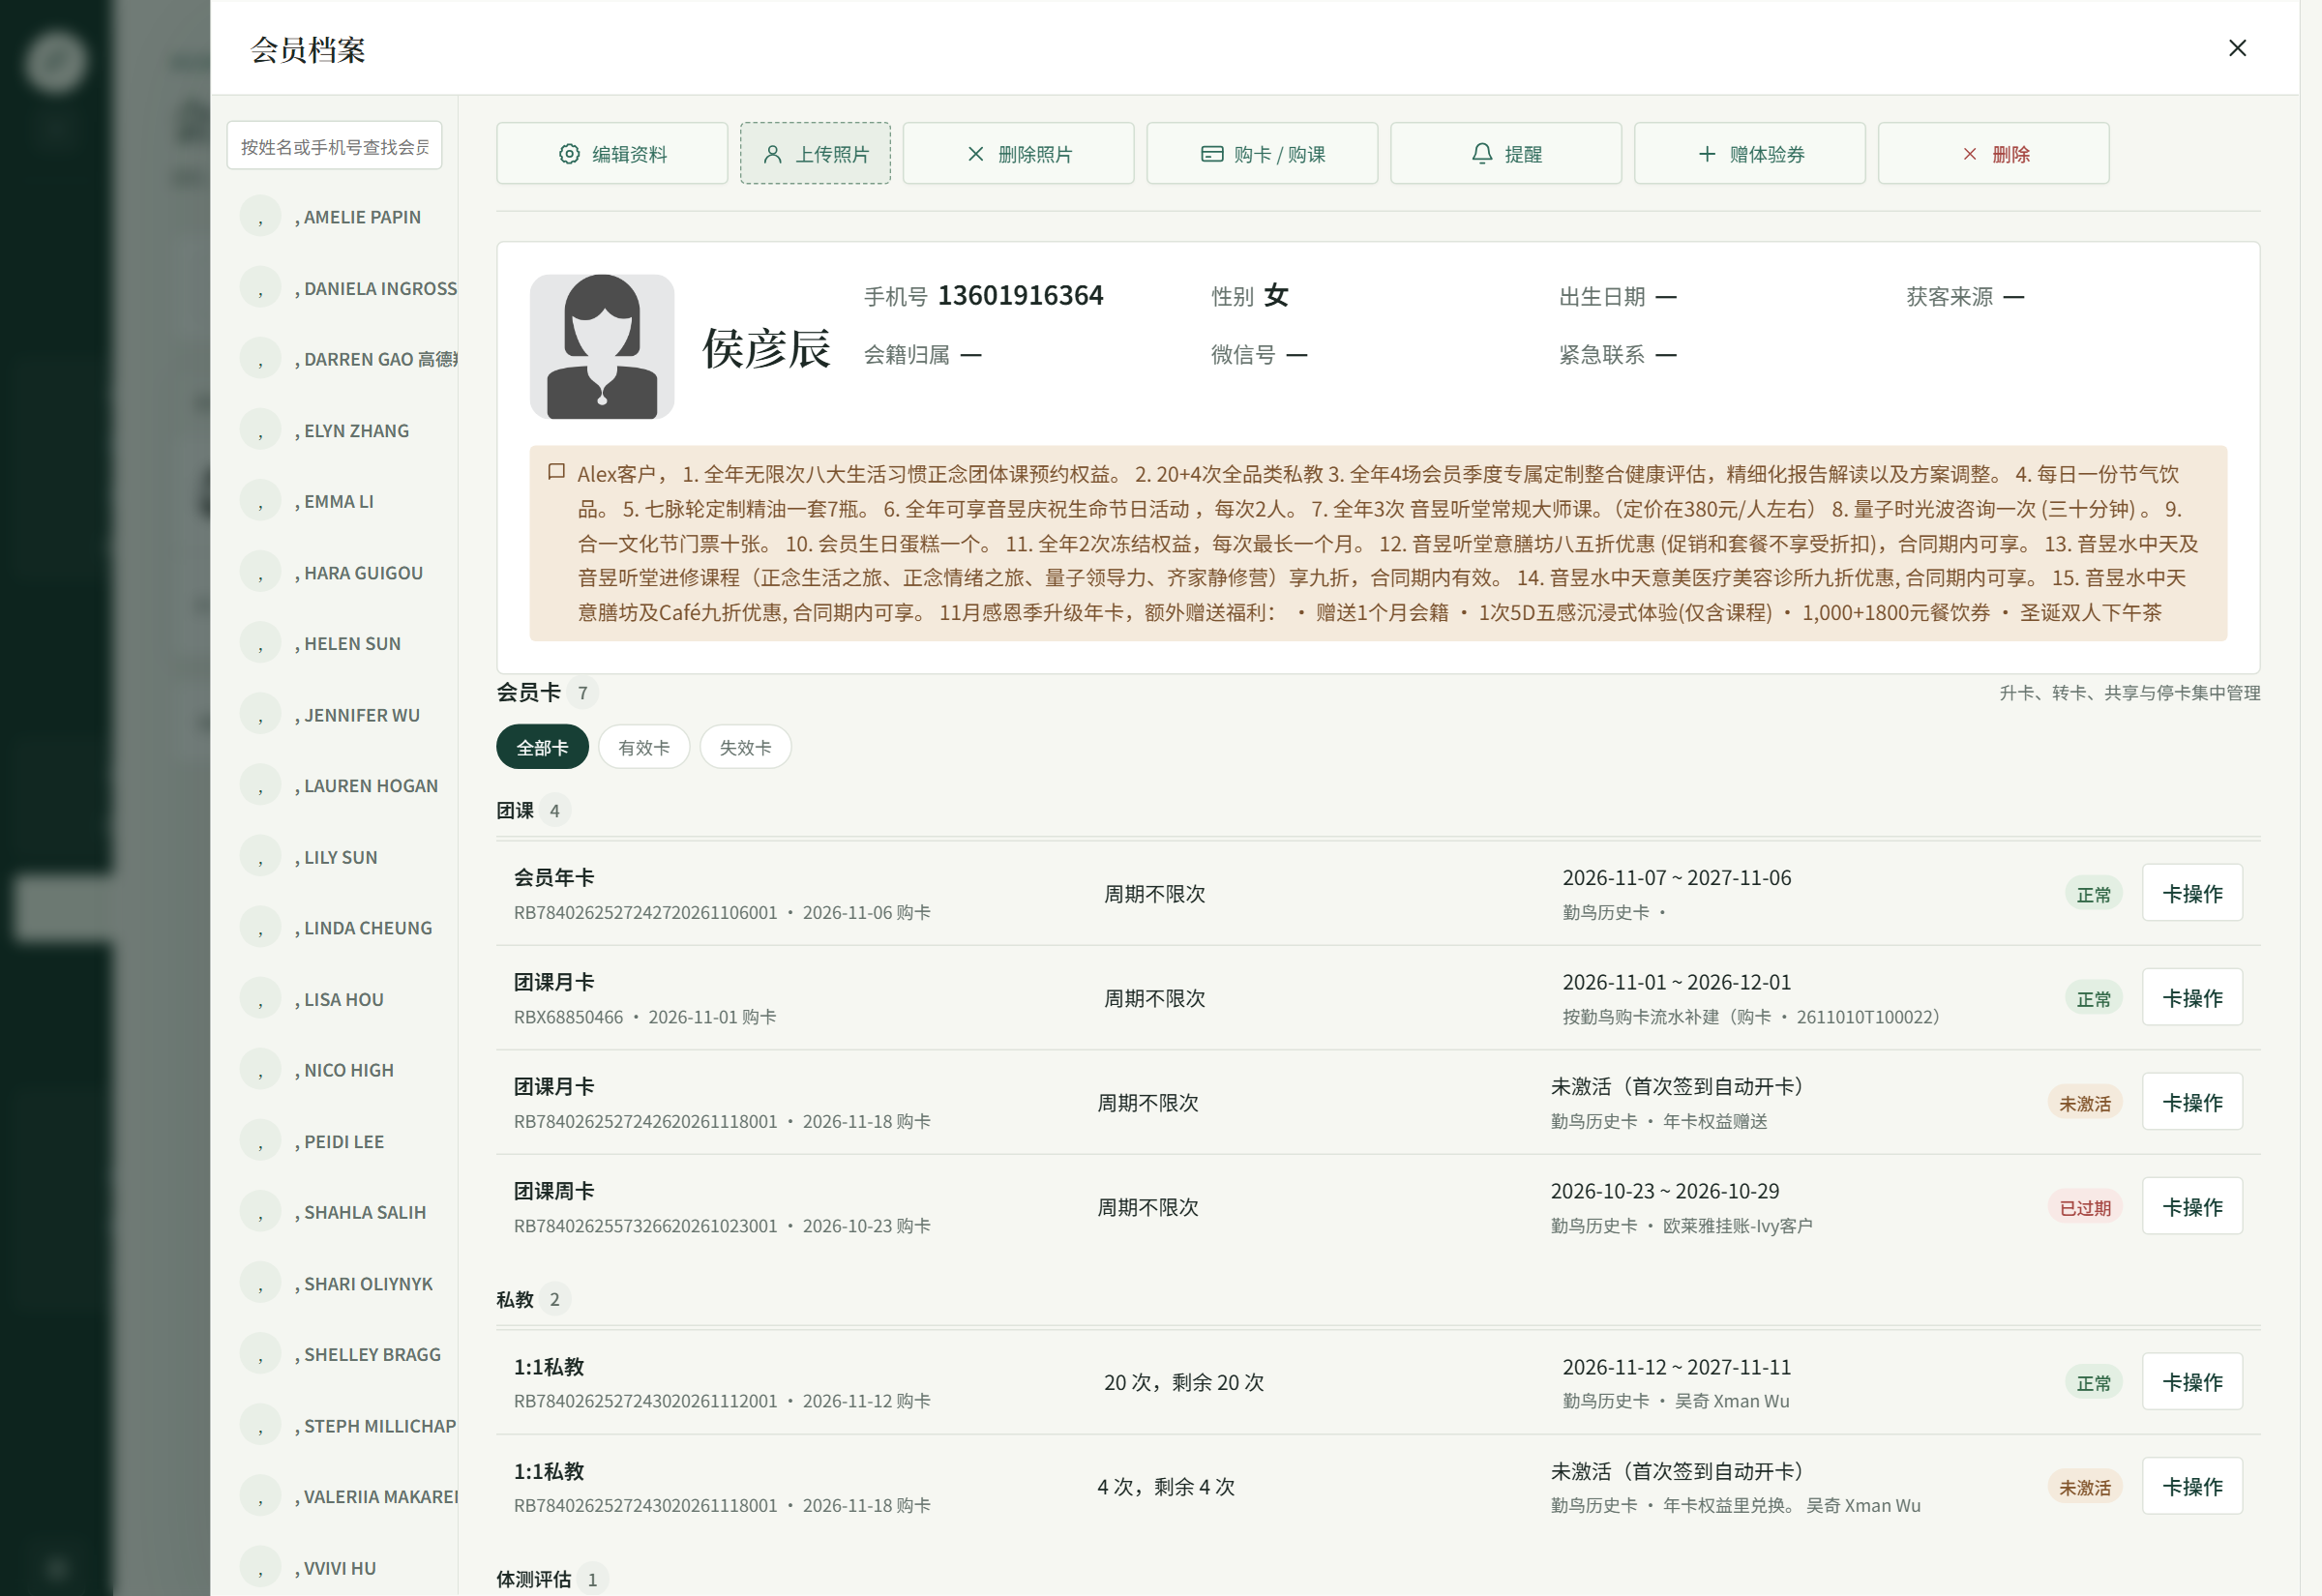 会员档案
按姓名或手机号查找会员
, AMELIE PAPIN
, DANIELA INGROSS
, DARREN GAO 高德
, ELYN ZHANG
, EMMA LI
, HARA GUIGOU
, HELEN SUN
, JENNIFER WU
, LAUREN HOGAN
, LILY SUN
, LINDA CHEUNG
, LISA HOU
, NICO HIGH
, PEIDI LEE
, SHAHLA SALIH
, SHARI OLIYNYK
, SHELLEY BRAGG
, STEPH MILLICHAP
, VALERIIA MAKARE
, VVIVI HU
编辑资料
上传照片
删除照片
购卡 / 购课
提醒
赠体验券
删除
侯彦辰
手机号 13601916364
性别 女
出生日期 —
获客来源 —
会籍归属 —
微信号 —
紧急联系 —
Alex客户， 1. 全年无限次八大生活习惯正念团体课预约权益。 2. 20+4次全品类私教 3. 全年4场会员季度专属定制整合健康评估，精细化报告解读以及方案调整。 4. 每日一份节气饮
品。 5. 七脉轮定制精油一套7瓶。 6. 全年可享音昱庆祝生命节日活动 ，每次2人。 7. 全年3次 音昱听堂常规大师课。（定价在380元/人左右） 8. 量子时光波咨询一次 (三十分钟) 。 9.
合一文化节门票十张。 10. 会员生日蛋糕一个。 11. 全年2次冻结权益，每次最长一个月。 12. 音昱听堂意膳坊八五折优惠 (促销和套餐不享受折扣)，合同期内可享。 13. 音昱水中天及
音昱听堂进修课程（正念生活之旅、正念情绪之旅、量子领导力、齐家静修营）享九折，合同期内有效。 14. 音昱水中天意美医疗美容诊所九折优惠, 合同期内可享。 15. 音昱水中天
意膳坊及Café九折优惠, 合同期内可享。 11月感恩季升级年卡，额外赠送福利： • 赠送1个月会籍 • 1次5D五感沉浸式体验(仅含课程) • 1,000+1800元餐饮券 • 圣诞双人下午茶
会员卡 7
升卡、转卡、共享与停卡集中管理
全部卡
有效卡
失效卡
团课 4
会员年卡
RB7840262527242720261106001 • 2026-11-06 购卡
周期不限次
2026-11-07 ~ 2027-11-06
勤鸟历史卡 •
正常
卡操作
团课月卡
RBX68850466 • 2026-11-01 购卡
周期不限次
2026-11-01 ~ 2026-12-01
按勤鸟购卡流水补建（购卡 • 2611010T100022）
正常
卡操作
团课月卡
RB7840262527242620261118001 • 2026-11-18 购卡
周期不限次
未激活（首次签到自动开卡）
勤鸟历史卡 • 年卡权益赠送
未激活
卡操作
团课周卡
RB7840262557326620261023001 • 2026-10-23 购卡
周期不限次
2026-10-23 ~ 2026-10-29
勤鸟历史卡 • 欧莱雅挂账-Ivy客户
已过期
卡操作
私教 2
1:1私教
RB7840262527243020261112001 • 2026-11-12 购卡
20 次，剩余 20 次
2026-11-12 ~ 2027-11-11
勤鸟历史卡 • 吴奇 Xman Wu
正常
卡操作
1:1私教
RB7840262527243020261118001 • 2026-11-18 购卡
4 次，剩余 4 次
未激活（首次签到自动开卡）
勤鸟历史卡 • 年卡权益里兑换。 吴奇 Xman Wu
未激活
卡操作
体测评估 1